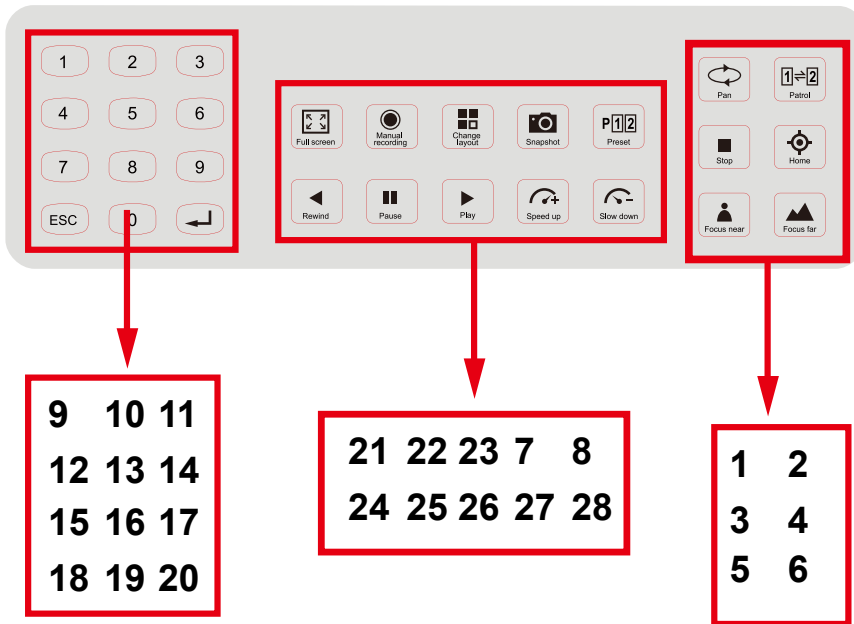 1 2 3
4 5 6
7 8 9
ESC 0
Full screen
Manual
recording
Change
layout
Snapshot
P12
Preset
Rewind
Pause
Play
Speed up
Slow down
Pan
1⇌2
Patrol
Stop
Home
Focus near
Focus far
9 10 11
12 13 14
15 16 17
18 19 20
21 22 23 7 8
24 25 26 27 28
1 2
3 4
5 6